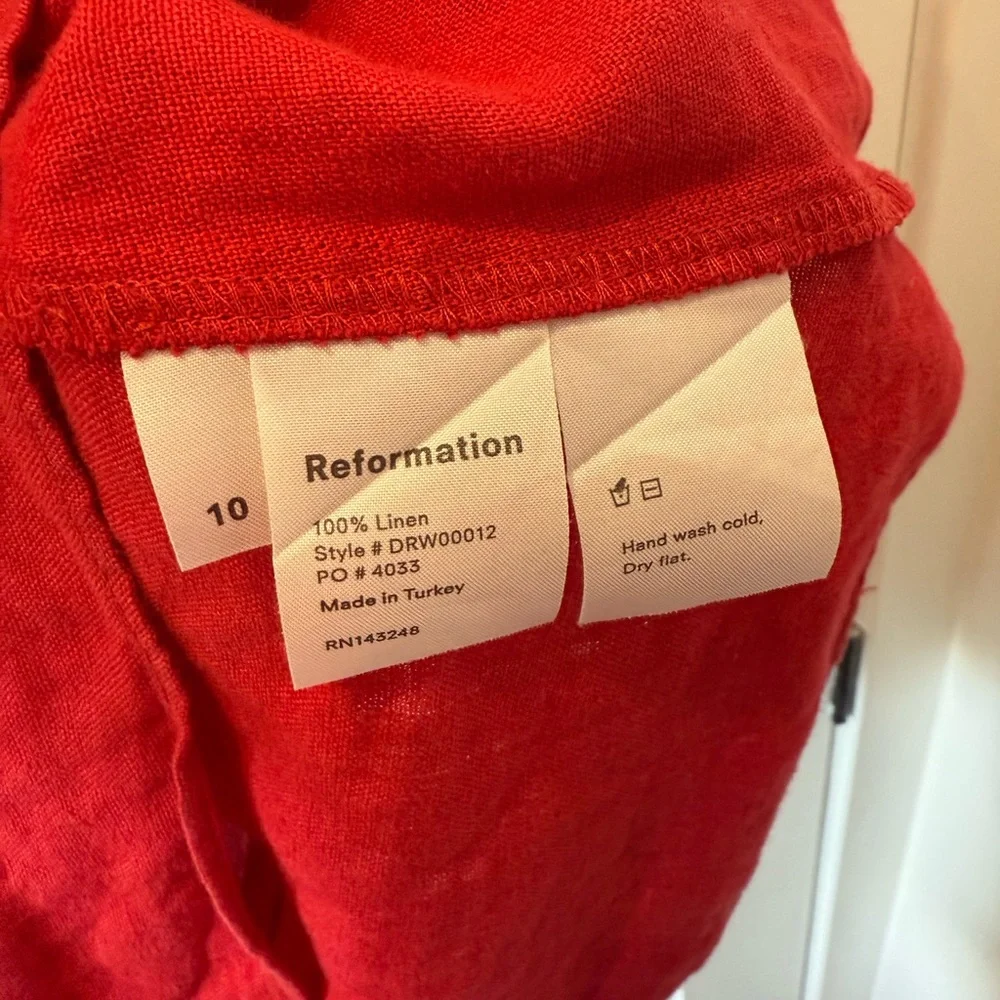 10
Reformation
100% Linen
Style # DRW00012
PO # 4033
Made in Turkey
RN143248
Hand wash cold,
Dry flat.